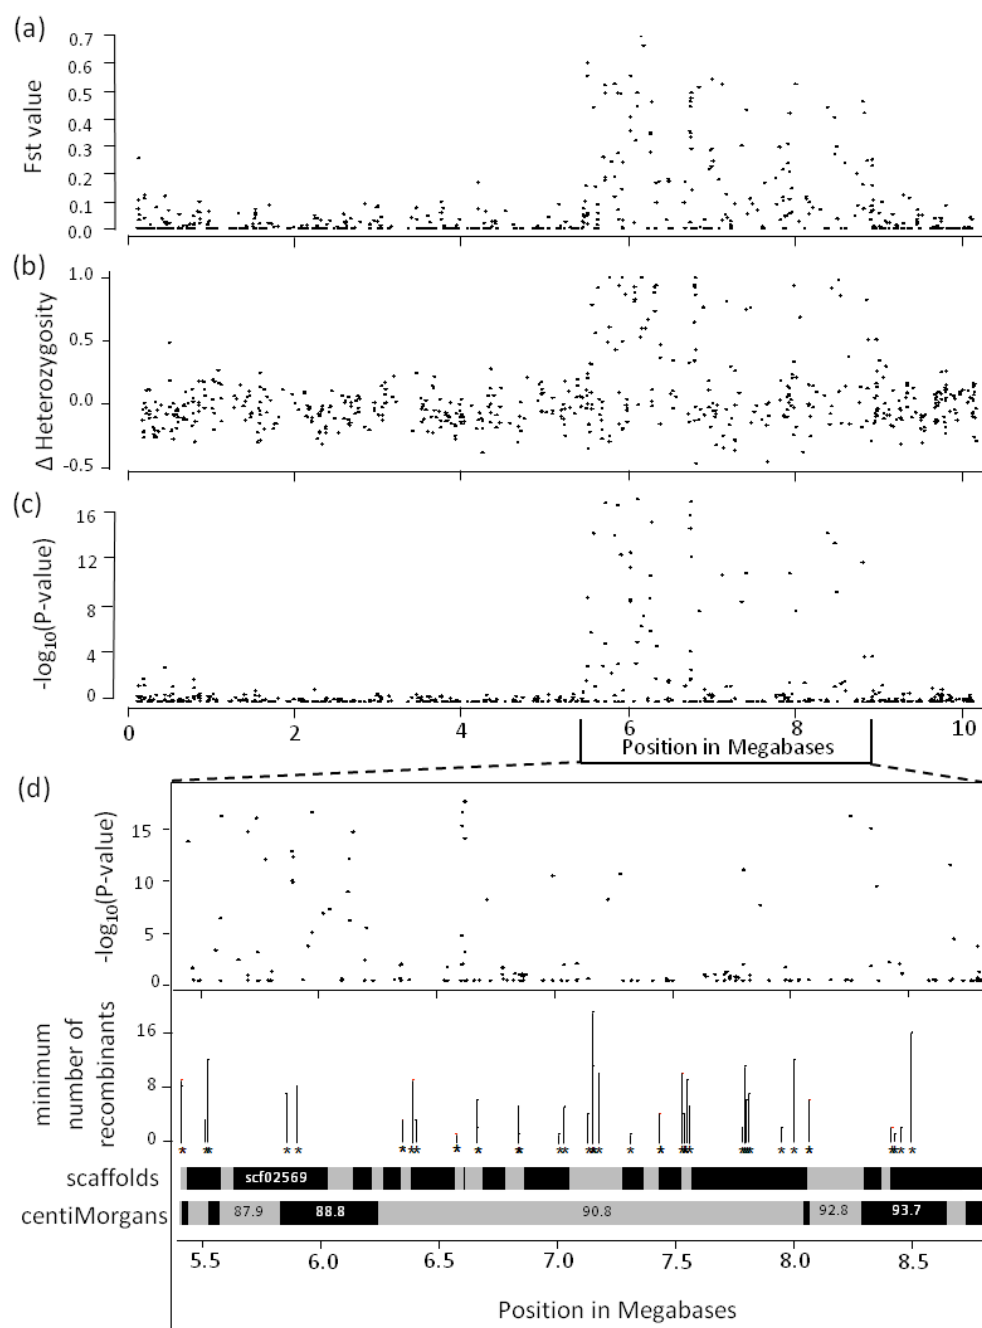 (a)
Fst value
0.7
0.6
0.5
0.4
0.3
0.2
0.1
0.0
(b)
Δ Heterozygosity
1.0
0.5
0.0
-0.5
(c)
-log10(P-value)
16
12
8
4
0
0 2 4 6 8 10
Position in Megabases
(d)
-log10(P-value)
15
10
5
0
minimum
number of
recombinants
16
8
0
* * * * * * * * * * * * * * * * * * * * * * * * * * * * * * * *
scaffolds scf02569
centiMorgans 87.9 88.8 90.8 92.8 93.7
5.5 6.0 6.5 7.0 7.5 8.0 8.5
Position in Megabases